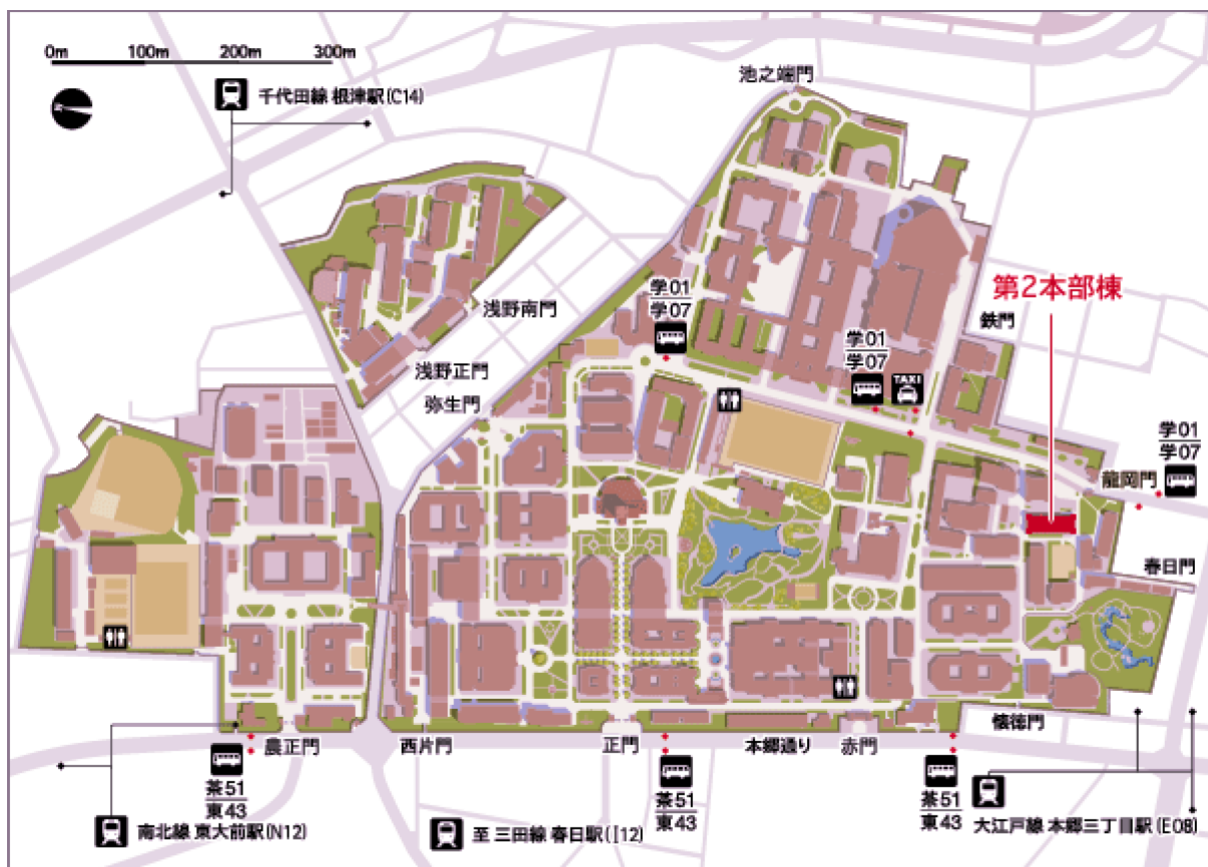 0m 100m 200m 300m
千代田線 根津駅(C14)
池之端門
浅野南門
浅野正門
弥生門
学01
学07
学01
学07
TAXI
第2本部棟
鉄門
学01
学07
龍岡門
春日門
農正門
西片門
正門
本郷通り
赤門
懐徳門
茶51
東43
茶51
東43
茶51
東43
南北線 東大前駅(N12)
至 三田線 春日駅(I12)
大江戸線 本郷三丁目駅(E08)